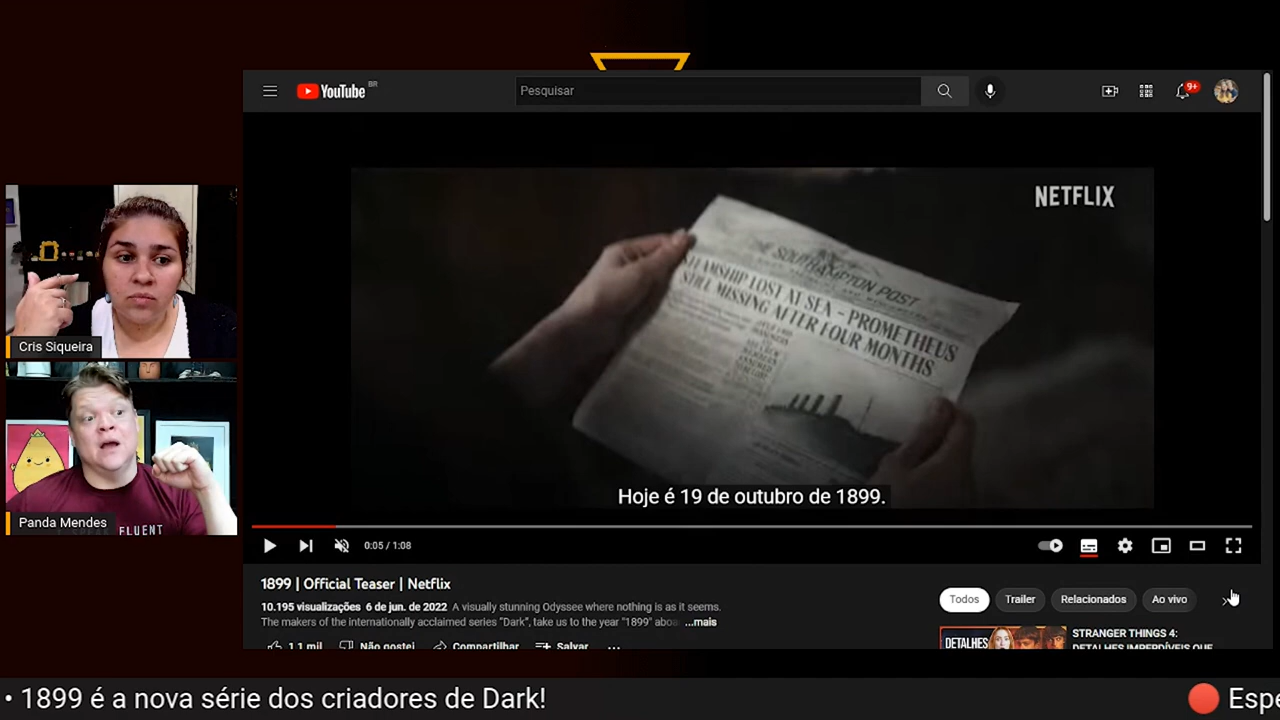 YouTube BR
Pesquisar
9+
NETFLIX
THE SOUTHAMPTON POST
STEAMSHIP LOST AT SEA - PROMETHEUS
STILL MISSING AFTER FOUR MONTHS
Hoje é 19 de outubro de 1899.
Cris Siqueira
FLUENT
Panda Mendes
0:05 / 1:08
1899 | Official Teaser | Netflix
10.195 visualizações 6 de jun. de 2022 A visually stunning Odyssee where nothing is as it seems.
The makers of the internationally acclaimed series “Dark”, take us to the year "1899" abo ...mais
1,1 mil Não gostei Compartilhar Salvar ...
Todos Trailer Relacionados Ao vivo
DETALHES
STRANGER THINGS 4:
DETALHES IMPERDÍVEIS QUE
• 1899 é a nova série dos criadores de Dark!
Espe